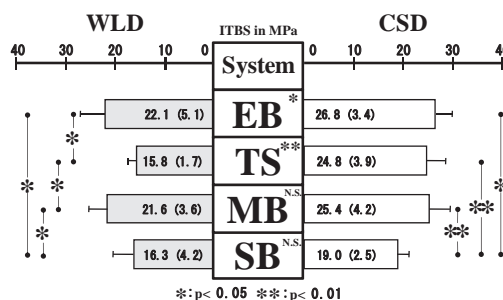 WLD ITBS in MPa CSD
40 30 20 10 0 System 0 10 20 30 40
22.1 (5.1) EB* 26.8 (3.4)
15.8 (1.7) TS** 24.8 (3.9)
21.6 (3.6) MB N.S. 25.4 (4.2)
16.3 (4.2) SB N.S. 19.0 (2.5)
* * * * * ** ** *
*:p< 0.05 **:p< 0.01